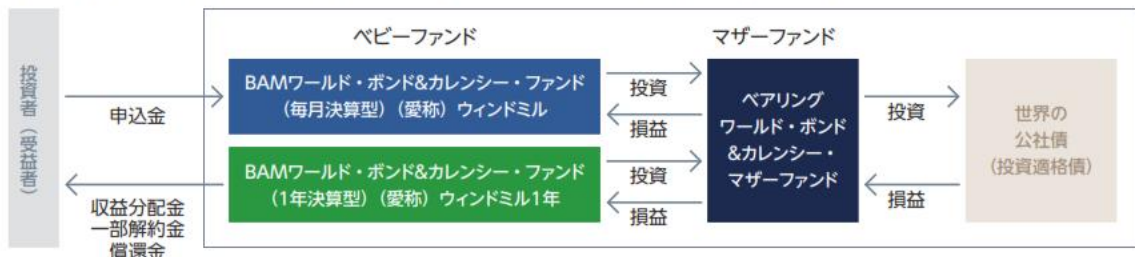 投資者（受益者）
申込金
収益分配金
一部解約金
償還金
ベビーファンド
BAMワールド・ボンド&カレンシー・ファンド
（毎月決算型）（愛称）ウィンドミル
BAMワールド・ボンド&カレンシー・ファンド
（1年決算型）（愛称）ウィンドミル1年
投資
損益
投資
損益
マザーファンド
ベアリング
ワールド・ボンド
&カレンシー・
マザーファンド
投資
損益
世界の
公社債
（投資適格債）